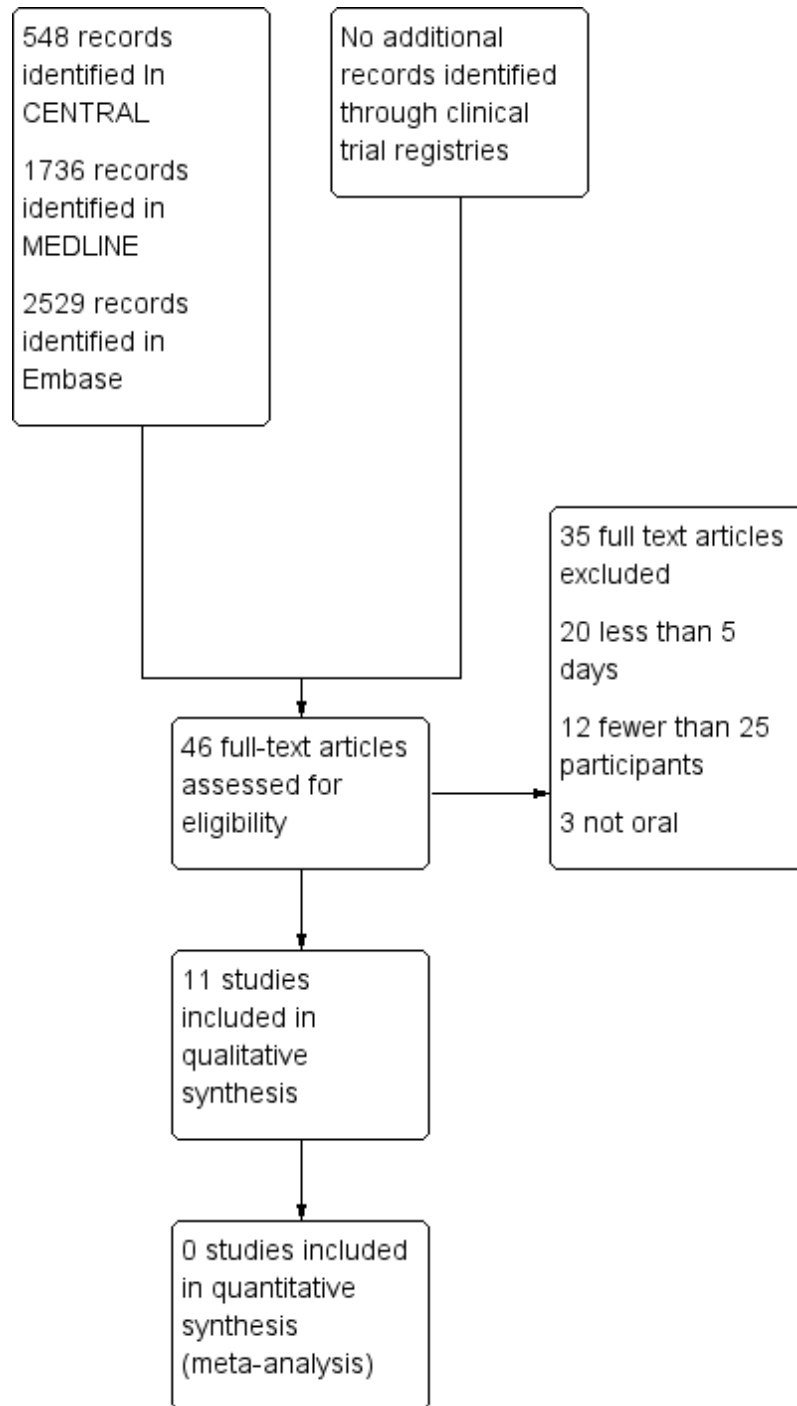 548 records
identified In
CENTRAL
1736 records
identified in
MEDLINE
2529 records
identified in
Embase
No additional
records identified
through clinical
trial registries
35 full text articles
excluded
20 less than 5
days
12 fewer than 25
participants
3 not oral
46 full-text articles
assessed for
eligibility
11 studies
included in
qualitative
synthesis
0 studies included
in quantitative
synthesis
(meta-analysis)